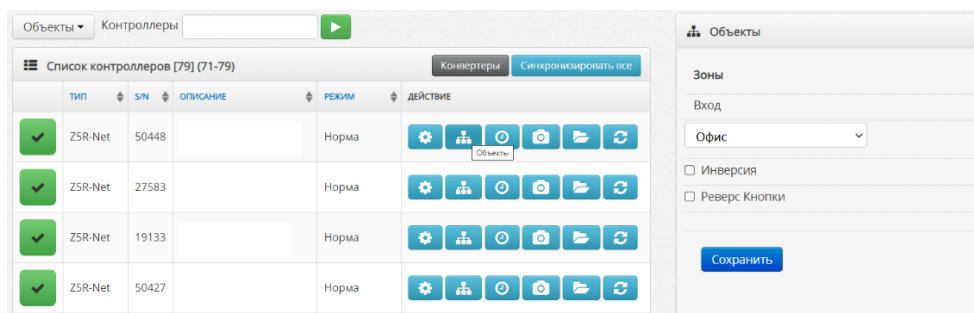 Объекты Контроллеры
Список контроллеров [79] (71-79) Конвертеры Синхронизировать все
ТИП S/N ОПИСАНИЕ РЕЖИМ ДЕЙСТВИЕ
Z5R-Net 50448 Норма
Объекты
Z5R-Net 27583 Норма
Z5R-Net 19133 Норма
Z5R-Net 50427 Норма
Объекты
Зоны
Вход
Офис
Инверсия
Реверс Кнопки
Сохранить